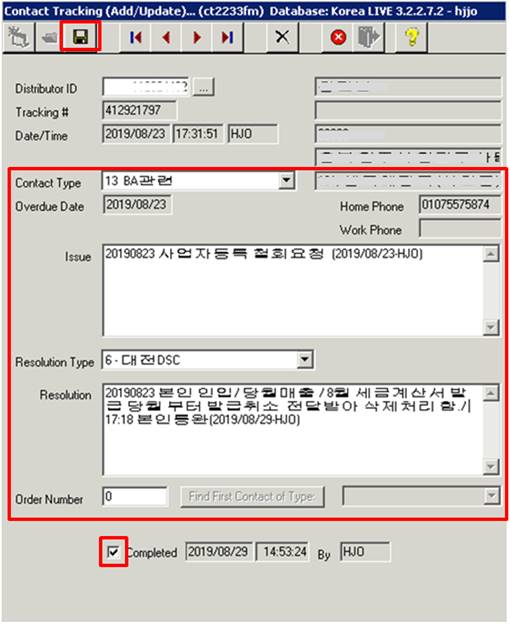 Contact Tracking (Add/Update)... (ct2233fm) Database: Korea LIVE 3.2.2.7.2 - hjjo
Distributor ID ...
Tracking # 412921797
Date/Time 2019/08/23 17:31:51 HJO
Contact Type 13 BA관련
Overdue Date 2019/08/23 Home Phone 01075575874
Work Phone
Issue 20190823 사업자등록 철회요청 (2019/08/23-HJO)
Resolution Type 6 - 대전DSC
Resolution 20190823 본인 인입/당월매출/8월 세금계산서 발
급 당월 부터 발급취소 전달받아 삭제처리 함./
17:18 본인통완(2019/08/29-HJO)
Order Number 0 Find First Contact of Type:
Completed 2019/08/29 14:53:24 By HJO